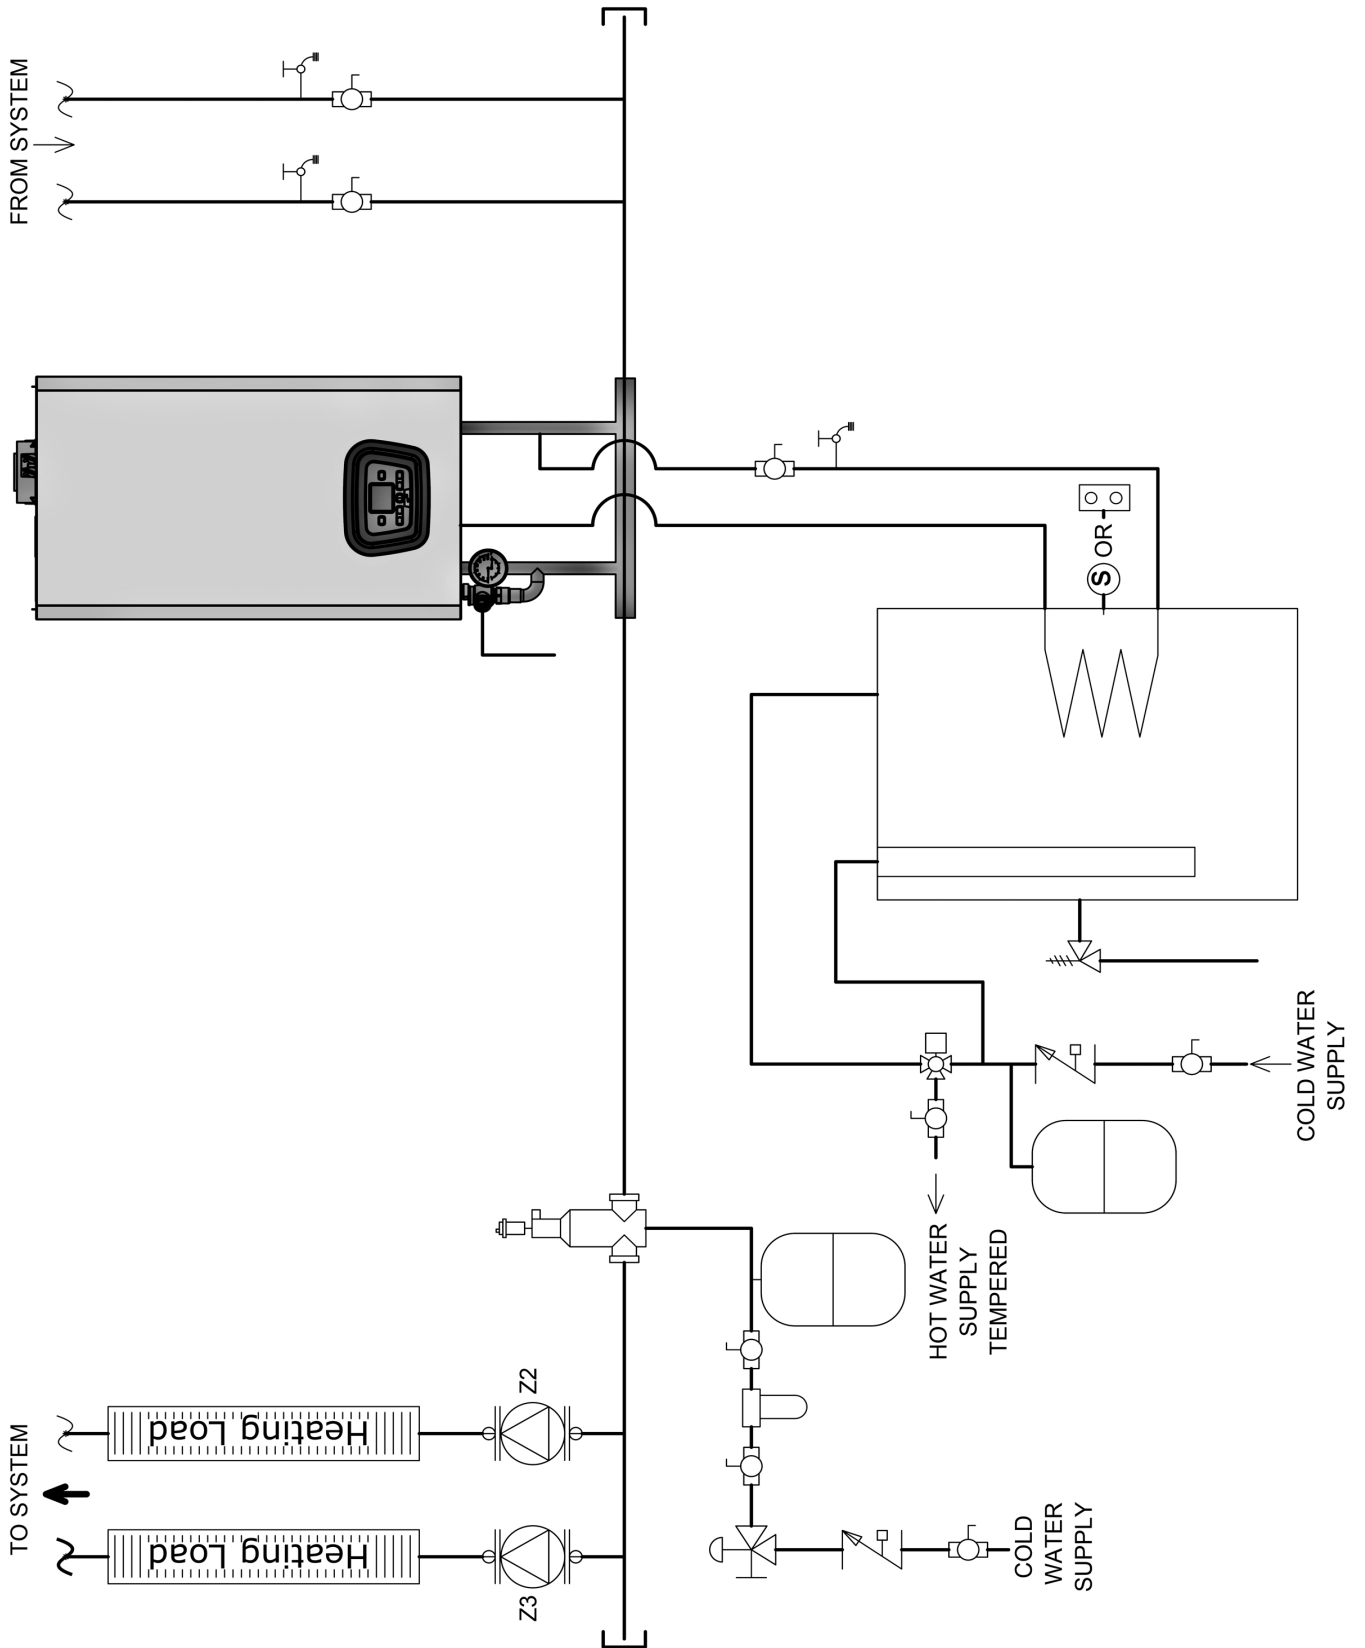 FROM SYSTEM
TO SYSTEM
Heating Load
Heating Load
Z2
Z3
S OR
COLD WATER
SUPPLY
HOT WATER
SUPPLY
TEMPERED
COLD
WATER
SUPPLY